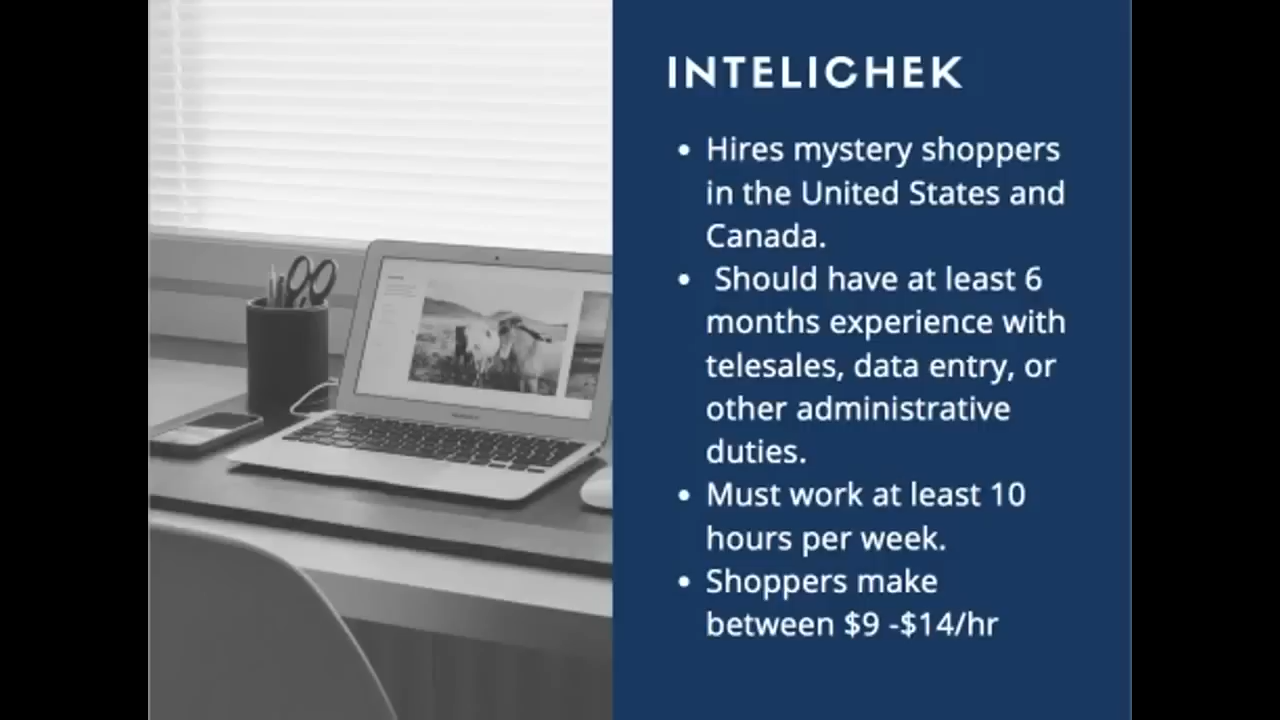 INTELICHEK
• Hires mystery shoppers
in the United States and
Canada.
• Should have at least 6
months experience with
telesales, data entry, or
other administrative
duties.
• Must work at least 10
hours per week.
• Shoppers make
between $9 -$14/hr